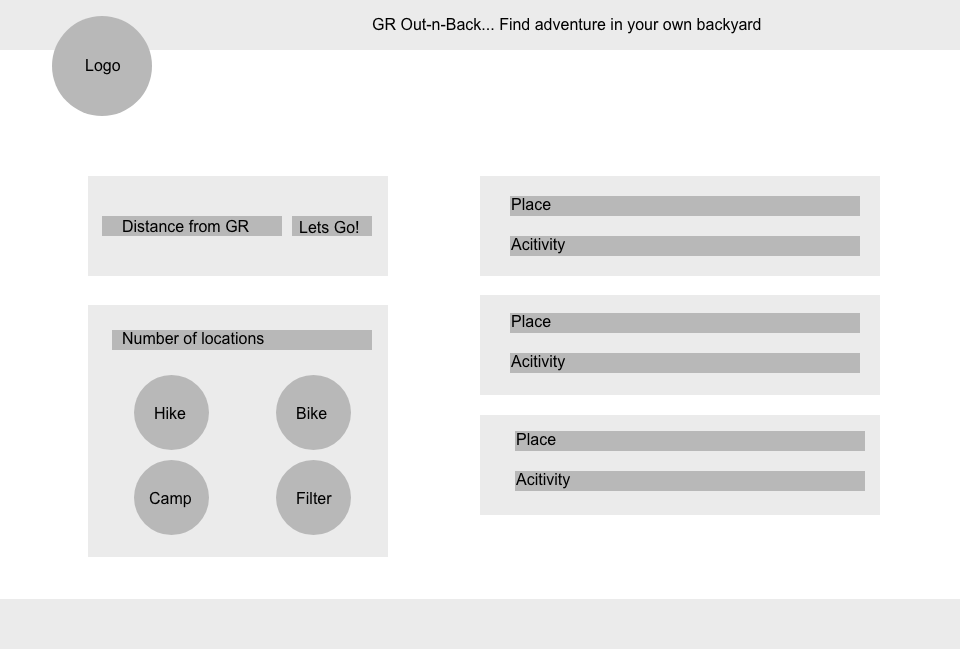 GR Out-n-Back... Find adventure in your own backyard
Logo
Distance from GR
Lets Go!
Number of locations
Hike
Bike
Camp
Filter
Place
Acitivity
Place
Acitivity
Place
Acitivity